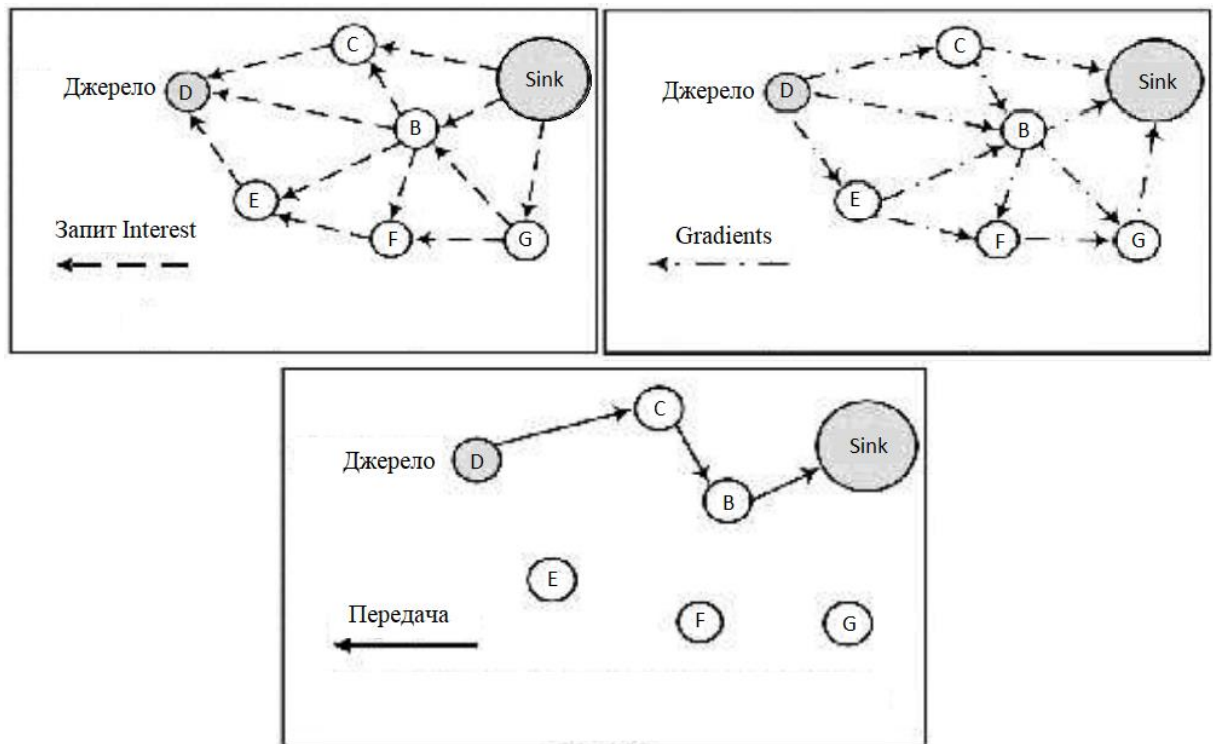 C
Sink
Джерело
D
B
E
Запит Interest
F
G
C
Sink
Джерело
D
B
E
Gradients
F
G
C
Sink
Джерело
D
B
E
Передача
F
G